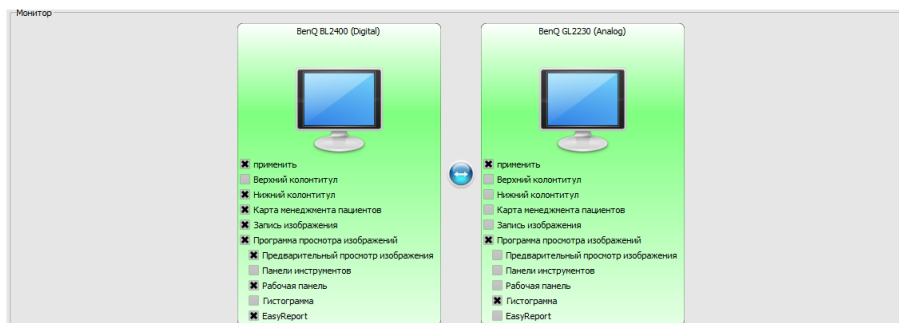 Монитор
BenQ BL2400 (Digital)
применить
Верхний колонтитул
Нижний колонтитул
Карта менеджмента пациентов
Запись изображения
Программа просмотра изображений
Предварительный просмотр изображения
Панели инструментов
Рабочая панель
Гистограмма
EasyReport
BenQ GL2230 (Analog)
применить
Верхний колонтитул
Нижний колонтитул
Карта менеджмента пациентов
Запись изображения
Программа просмотра изображений
Предварительный просмотр изображения
Панели инструментов
Рабочая панель
Гистограмма
EasyReport